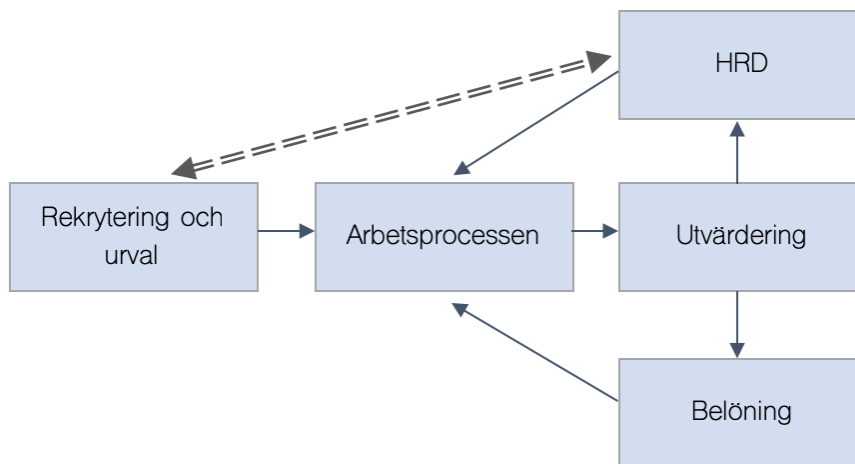 HRD
Rekrytering och
urval
Arbetsprocessen
Utvärdering
Belöning